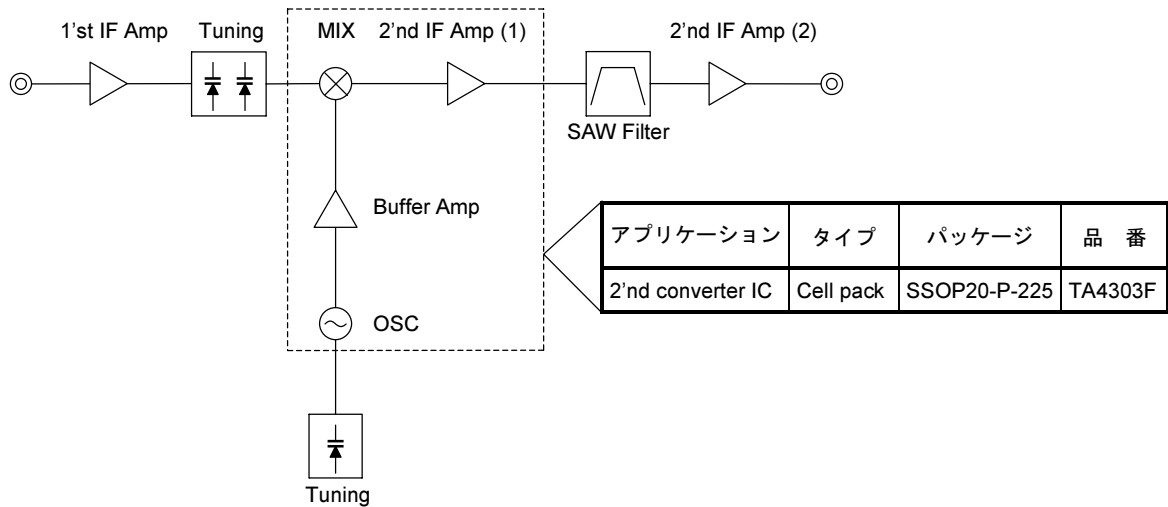 1'st IF Amp Tuning MIX 2'nd IF Amp (1) 2'nd IF Amp (2)
SAW Filter
Buffer Amp
アプリケーション タイプ パッケージ 品 番
2'nd converter IC Cell pack SSOP20-P-225 TA4303F
OSC
Tuning